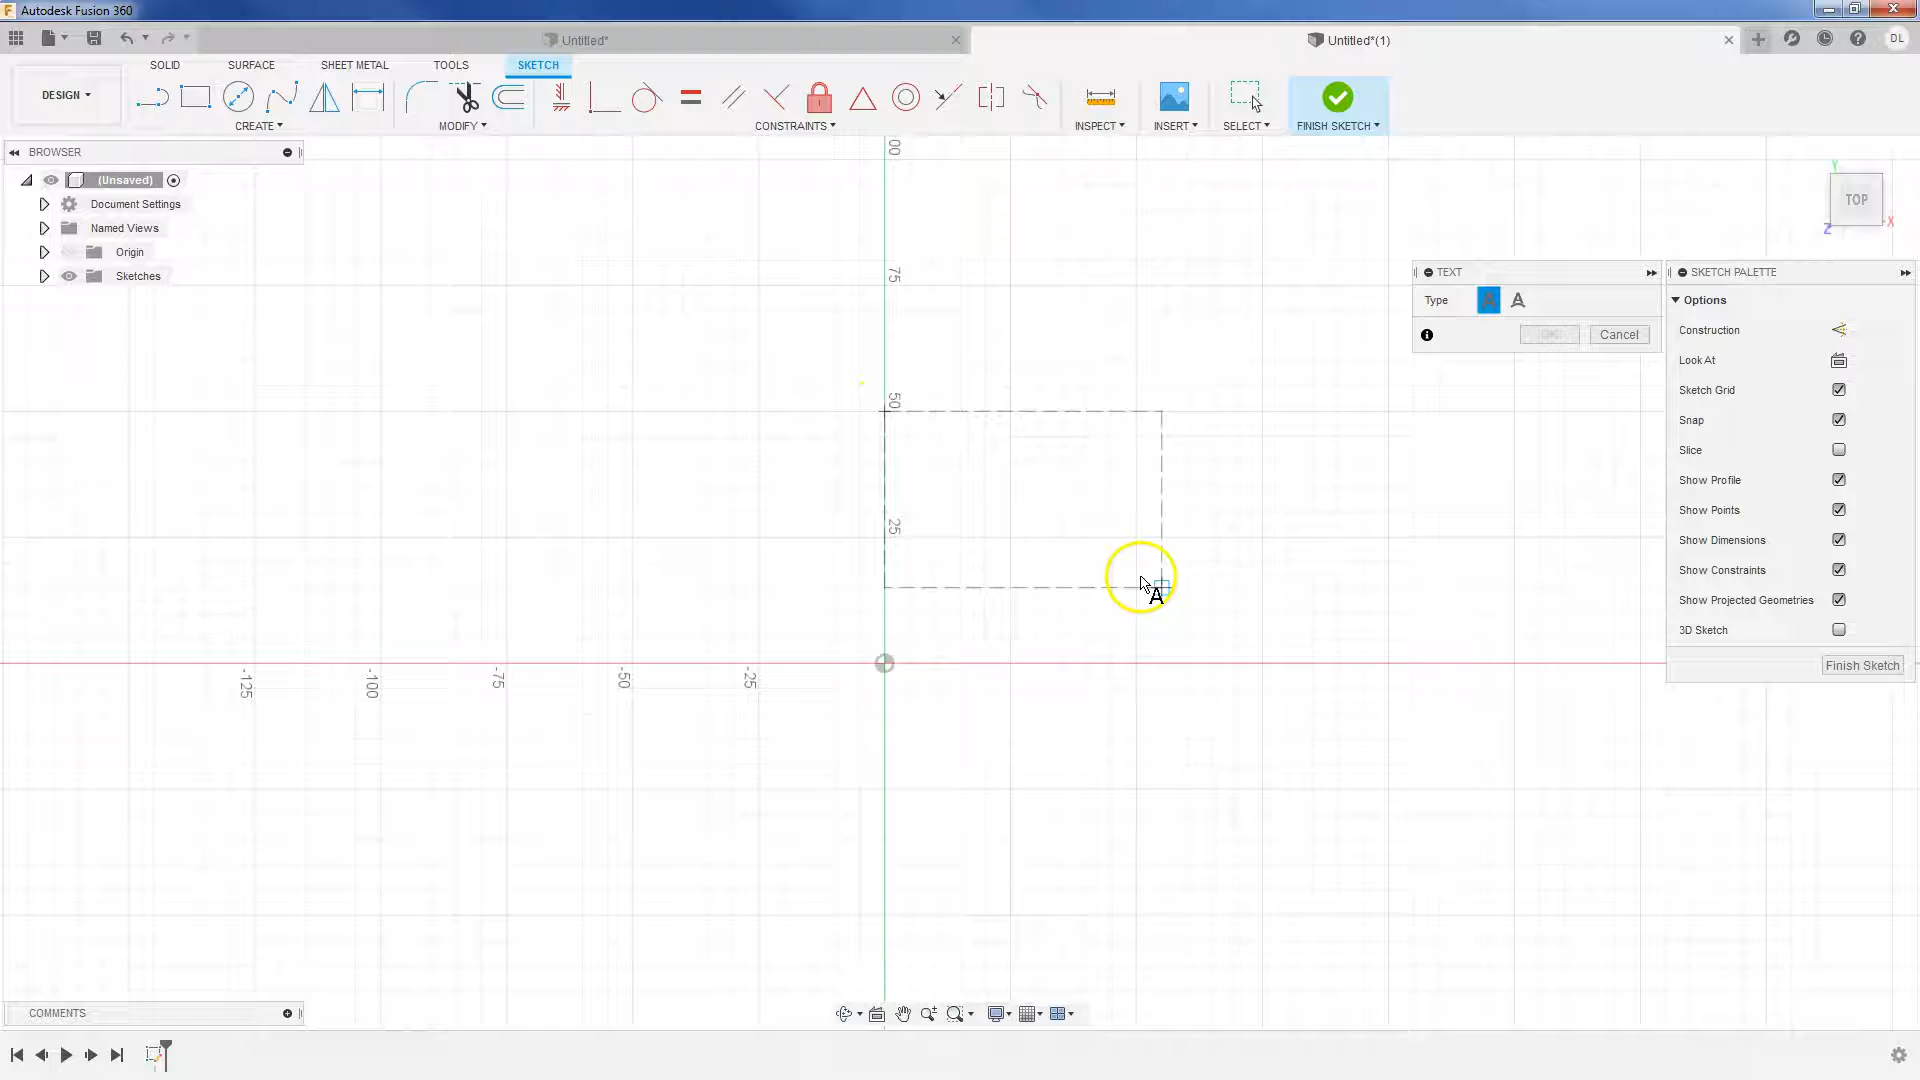 Autodesk Fusion 360
Untitled*
Untitled*(1)
DL
SOLID
SURFACE
SHEET METAL
TOOLS
SKETCH
DESIGN
CREATE
MODIFY
CONSTRAINTS
INSPECT
INSERT
SELECT
FINISH SKETCH
BROWSER
(Unsaved)
Document Settings
Named Views
Origin
Sketches
00
75
50
25
-125
-100
-75
-50
-25
A
Y
TOP
X
Z
TEXT
Type
OK
Cancel
SKETCH PALETTE
Options
Construction
Look At
Sketch Grid
Snap
Slice
Show Profile
Show Points
Show Dimensions
Show Constraints
Show Projected Geometries
3D Sketch
Finish Sketch
COMMENTS